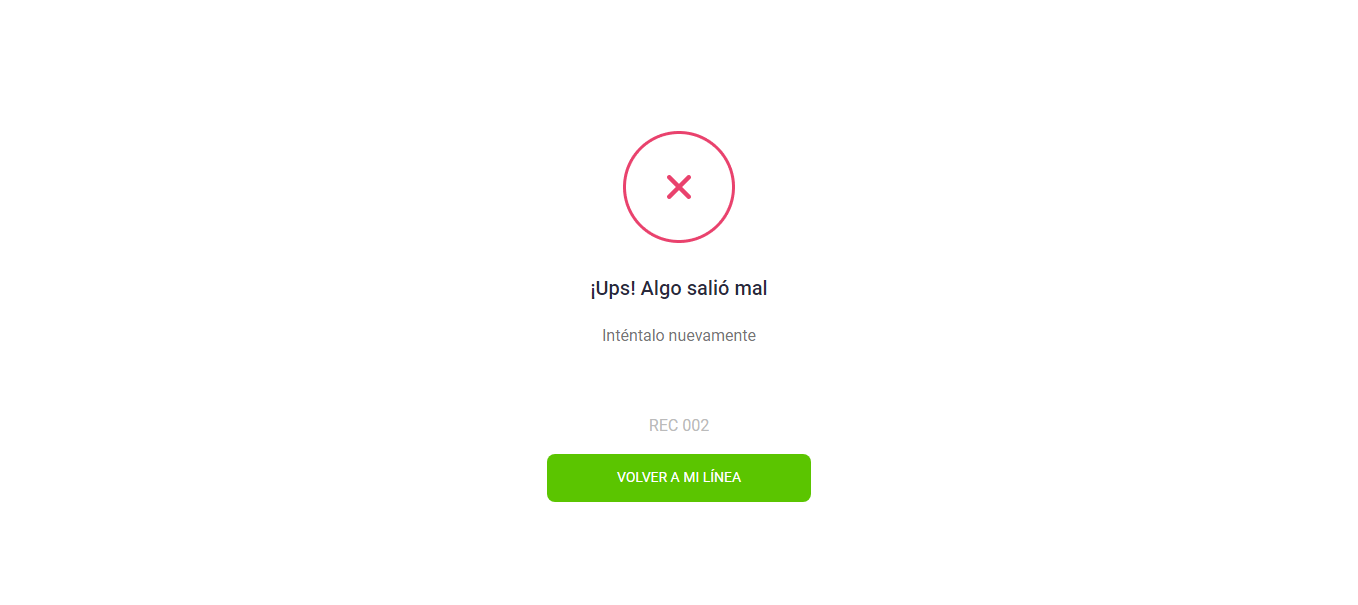 ¡Ups! Algo salió mal
Inténtalo nuevamente
REC 002
VOLVER A MI LÍNEA